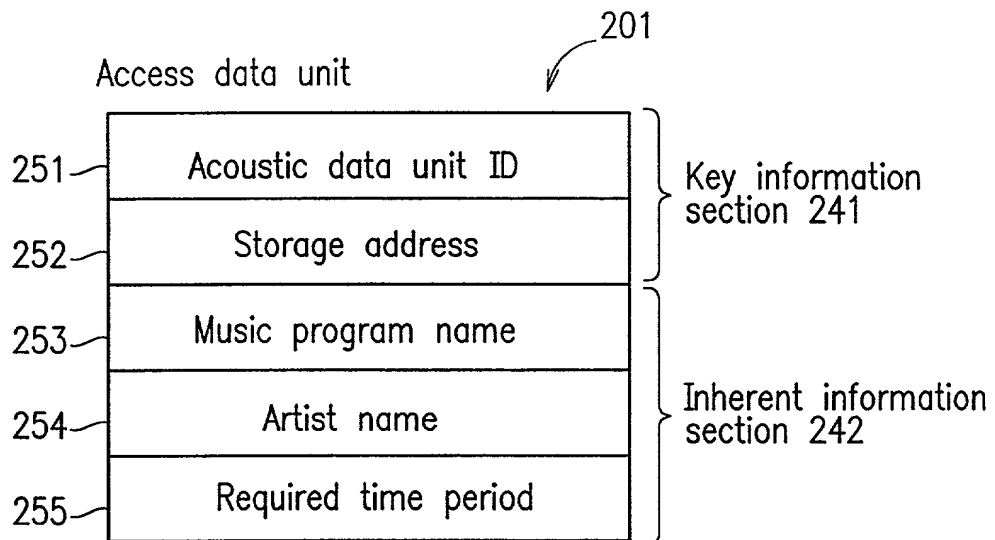 201
Access data unit
251
Acoustic data unit ID
252
Storage address
Key information
section 241
253
Music program name
254
Artist name
255
Required time period
Inherent information
section 242